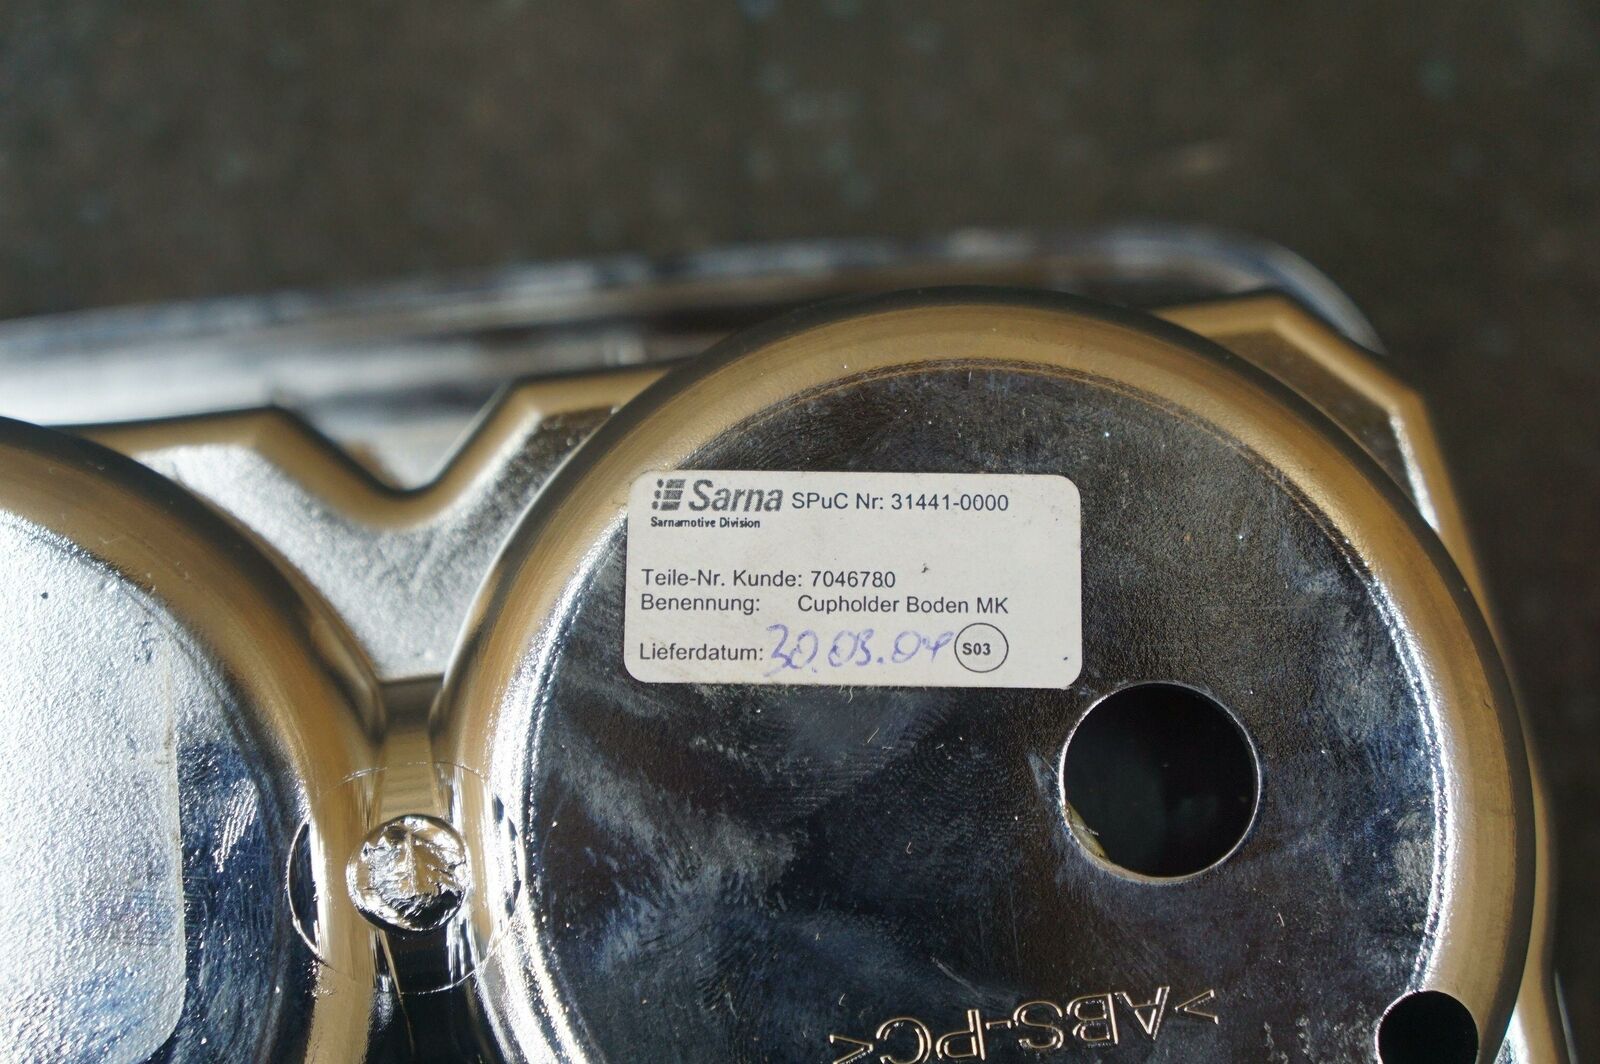 Sarna SPuC Nr: 31441-0000
Sarnamotive Division
Teile-Nr. Kunde: 7046780
Benennung: Cupholder Boden MK
Lieferdatum: 30.03.04 S03
>ABS-PC<